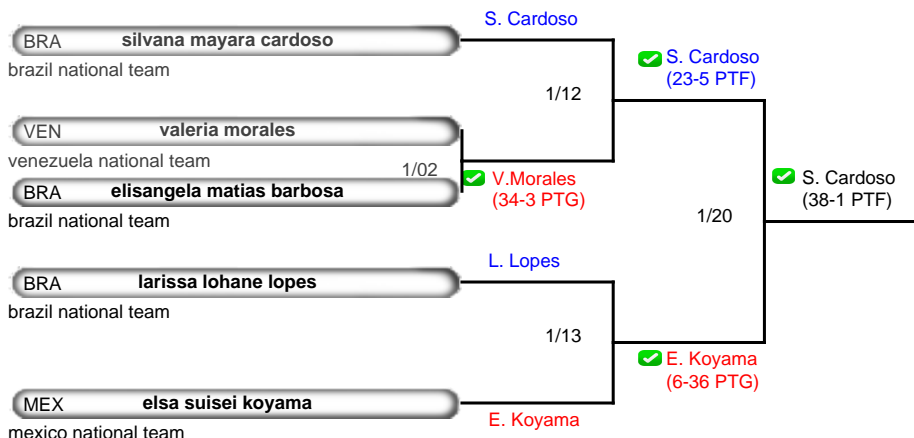 S. Cardoso
BRA silvana mayara cardoso
brazil national team
S. Cardoso
(23-5 PTF)
1/12
VEN valeria morales
venezuela national team
1/02
V.Morales
(34-3 PTG)
BRA elisangela matias barbosa
brazil national team
S. Cardoso
(38-1 PTF)
1/20
L. Lopes
BRA larissa lohane lopes
brazil national team
1/13
E. Koyama
(6-36 PTG)
MEX elsa suisei koyama
E. Koyama
mexico national team